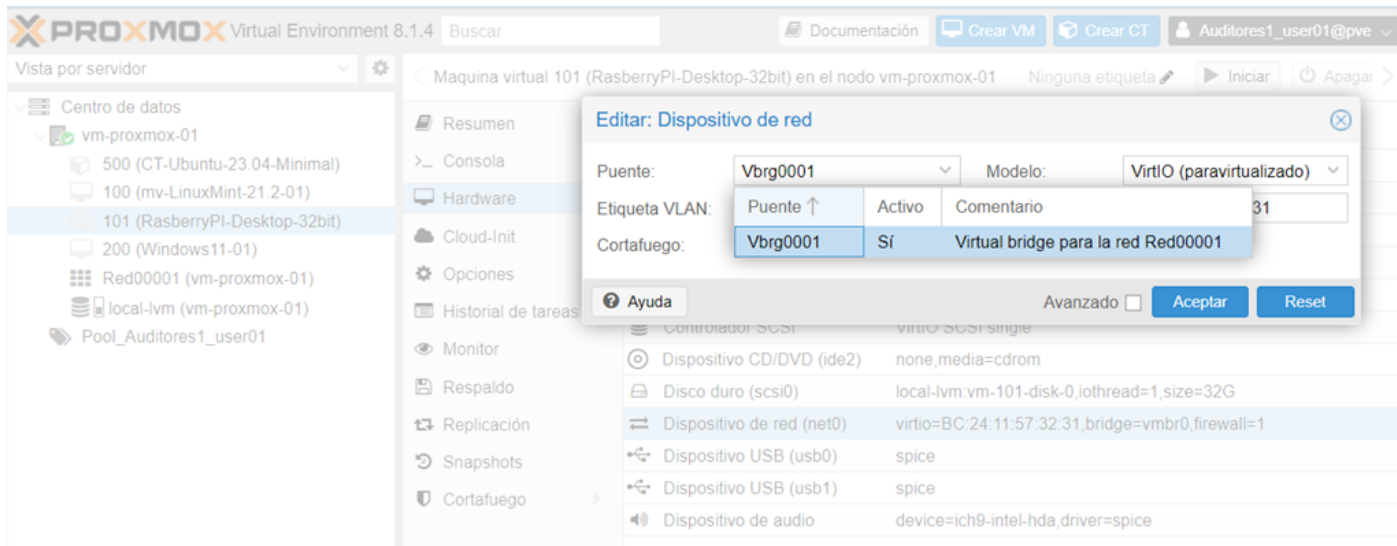 PROXMOX Virtual Environment 8.1.4 Buscar Documentación Crear VM Crear CT Auditores1_user01@pve
Vista por servidor
Maquina virtual 101 (RasberryPI-Desktop-32bit) en el nodo vm-proxmox-01 Ninguna etiqueta Iniciar Apagar
Centro de datos
vm-proxmox-01
500 (CT-Ubuntu-23.04-Minimal)
100 (mv-LinuxMint-21.2-01)
101 (RasberryPI-Desktop-32bit)
200 (Windows11-01)
Red00001 (vm-proxmox-01)
local-lvm (vm-proxmox-01)
Pool_Auditores1_user01
Resumen
>_ Consola
Hardware
Cloud-Init
Opciones
Historial de tareas
Monitor
Respaldo
Replicación
Snapshots
Cortafuego
Editar: Dispositivo de red
Puente: Vbrg0001 Modelo: VirtIO (paravirtualizado)
Etiqueta VLAN: 31
Cortafuego:
Puente ↑ Activo Comentario
Vbrg0001 Sí Virtual bridge para la red Red00001
Ayuda Avanzado Aceptar Reset
Controlador SCSI VirtIO SCSI single
Dispositivo CD/DVD (ide2) none,media=cdrom
Disco duro (scsi0) local-lvm:vm-101-disk-0,iothread=1,size=32G
Dispositivo de red (net0) virtio=BC:24:11:57:32:31,bridge=vmbr0,firewall=1
Dispositivo USB (usb0) spice
Dispositivo USB (usb1) spice
Dispositivo de audio device=ich9-intel-hda,driver=spice